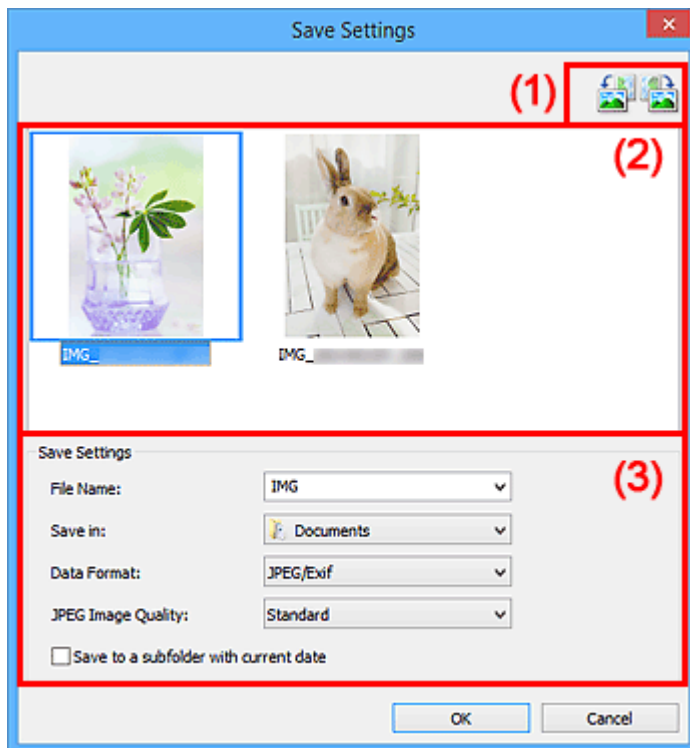 Save Settings
(1)
(2)
IMG_
IMG_
Save Settings
(3)
File Name: IMG
Save in: Documents
Data Format: JPEG/Exif
JPEG Image Quality: Standard
Save to a subfolder with current date
OK Cancel